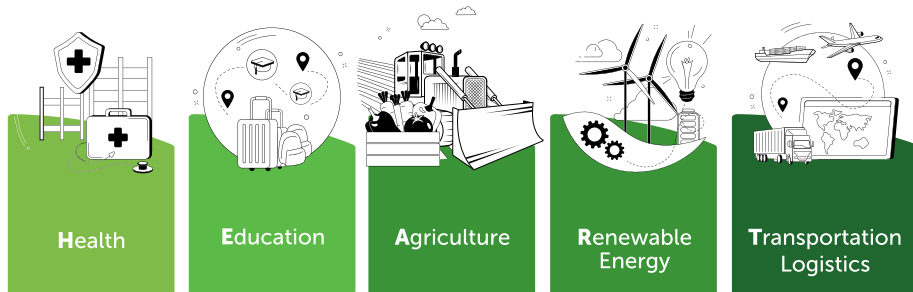 Health
Education
Agriculture
Renewable
Energy
Transportation
Logistics